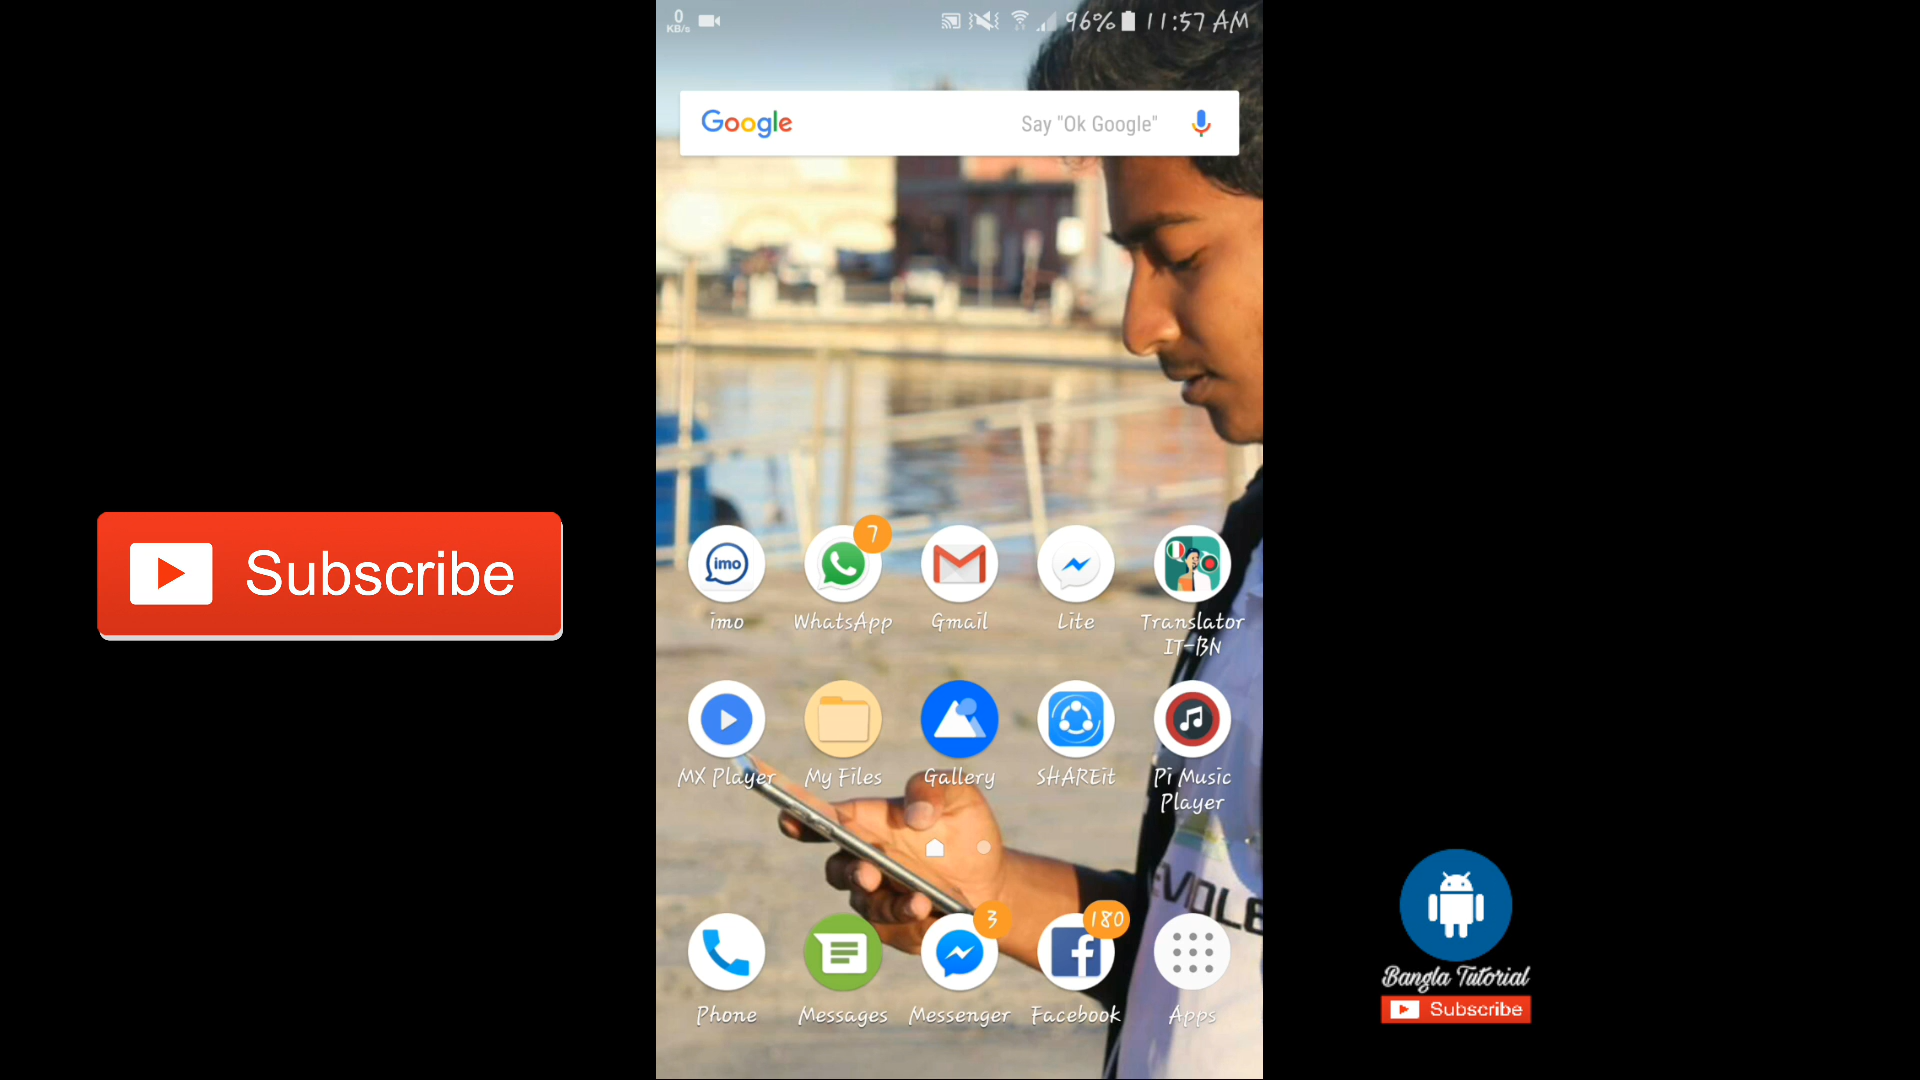 0
KB/s
96% 11:57 AM
Google Say "Ok Google"
7
imo
imo WhatsApp Gmail Lite Translator
IT-BN
Subscribe
MX Player My Files Gallery SHAREit Pi Music
Player
3 180
Phone Messages Messenger Facebook Apps
Bangla Tutorial
Subscribe